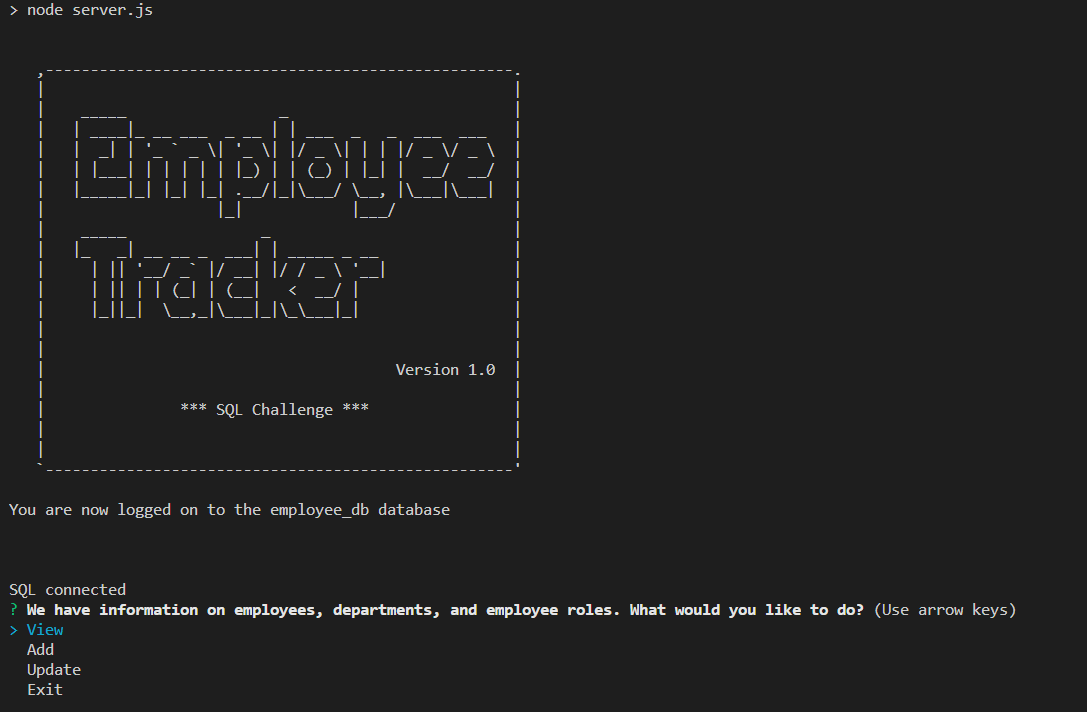 > node server.js
Employee
Tracker
Version 1.0
*** SQL Challenge ***
You are now logged on to the employee_db database
SQL connected
? We have information on employees, departments, and employee roles. What would you like to do? (Use arrow keys)
> View
Add
Update
Exit